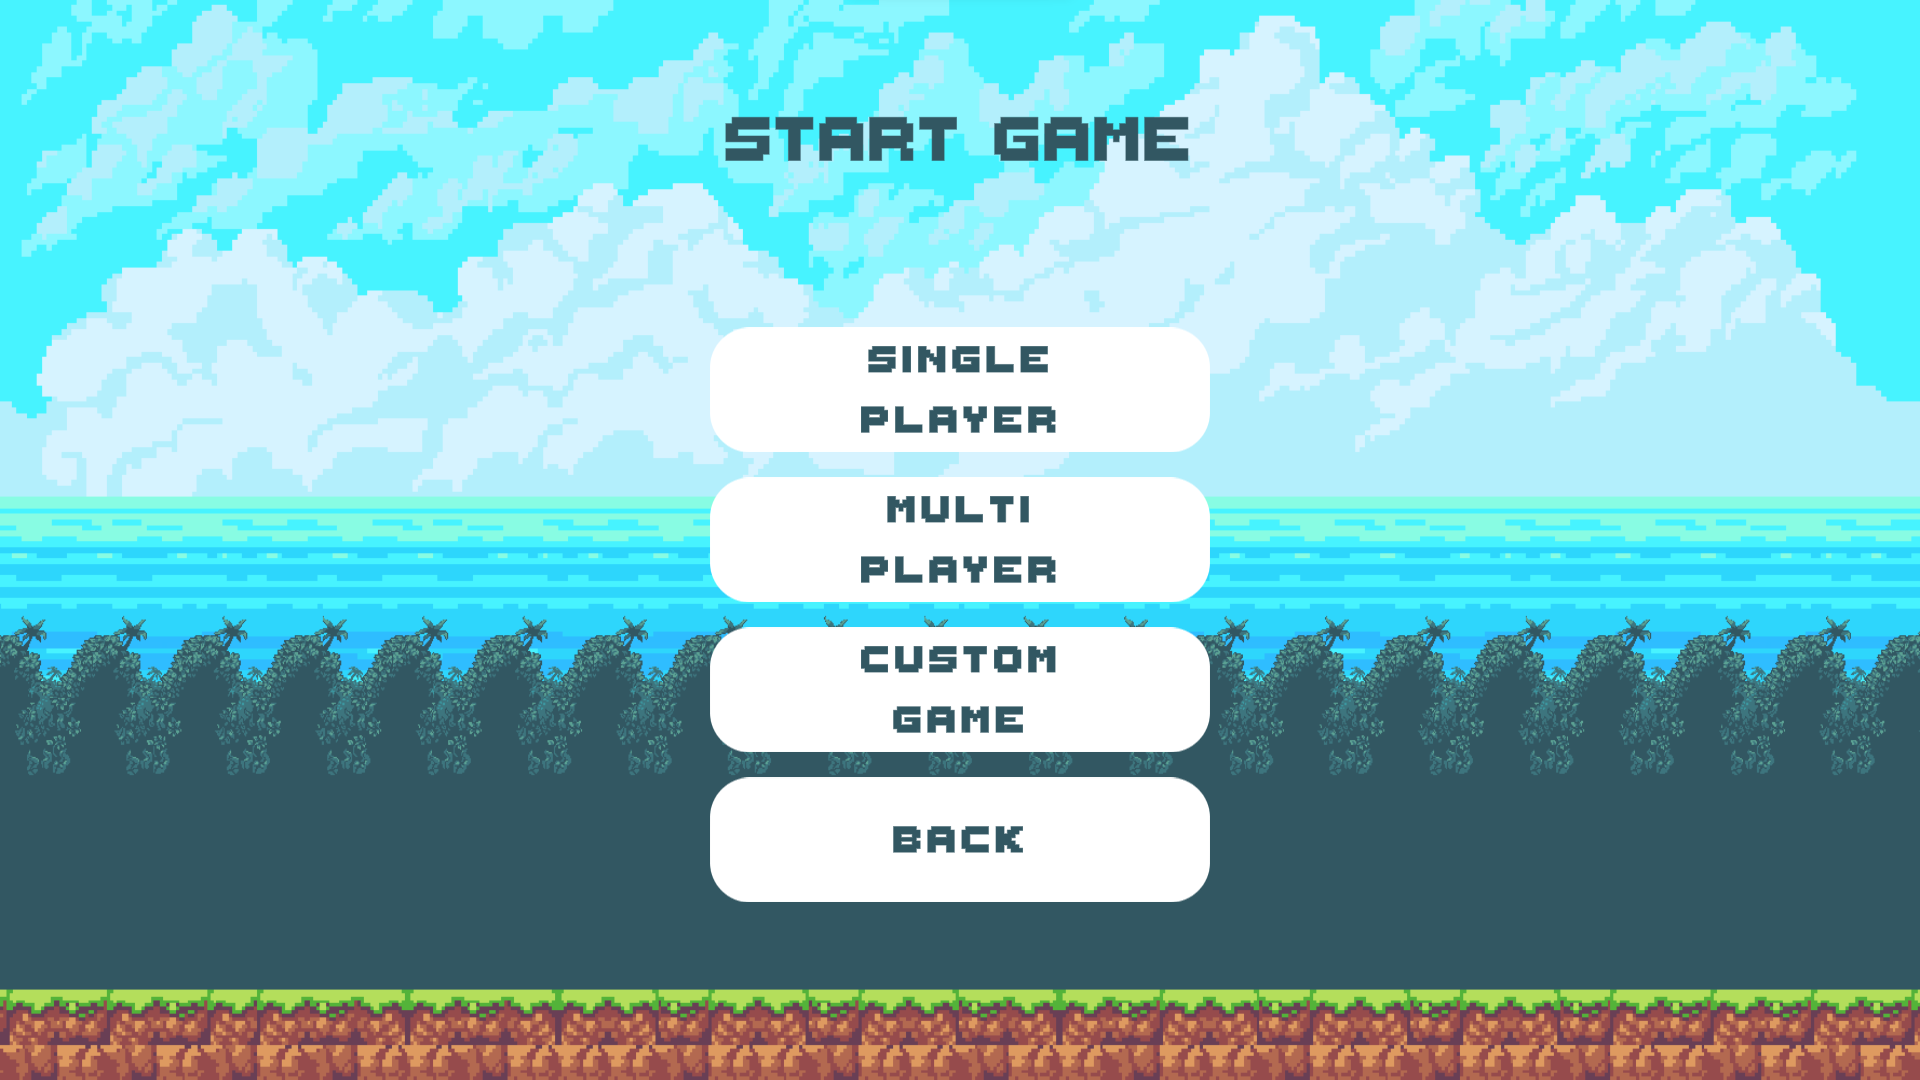 START GAME
SINGLE
PLAYER
MULTI
PLAYER
CUSTOM
GAME
BACK